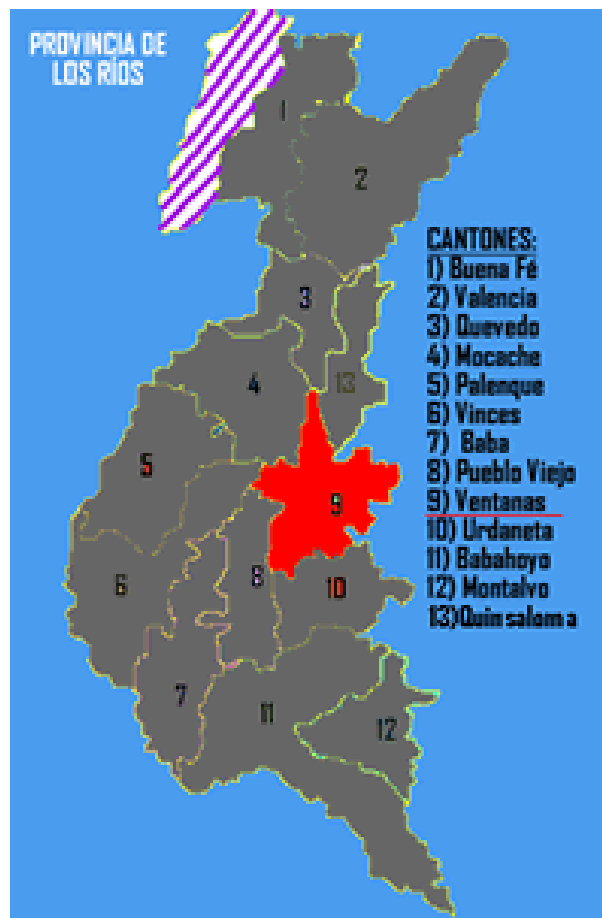 PROVINCIA DE
LOS RÍOS
1
2
3
13
4
5
9
6
8
10
7
11
12
CANTONES:
1) Buena Fé
2) Valencia
3) Quevedo
4) Mocache
5) Palenque
6) Vinces
7) Baba
8) Pueblo Viejo
9) Ventanas
10) Urdaneta
11) Babahoyo
12) Montalvo
13)Quinsaloma